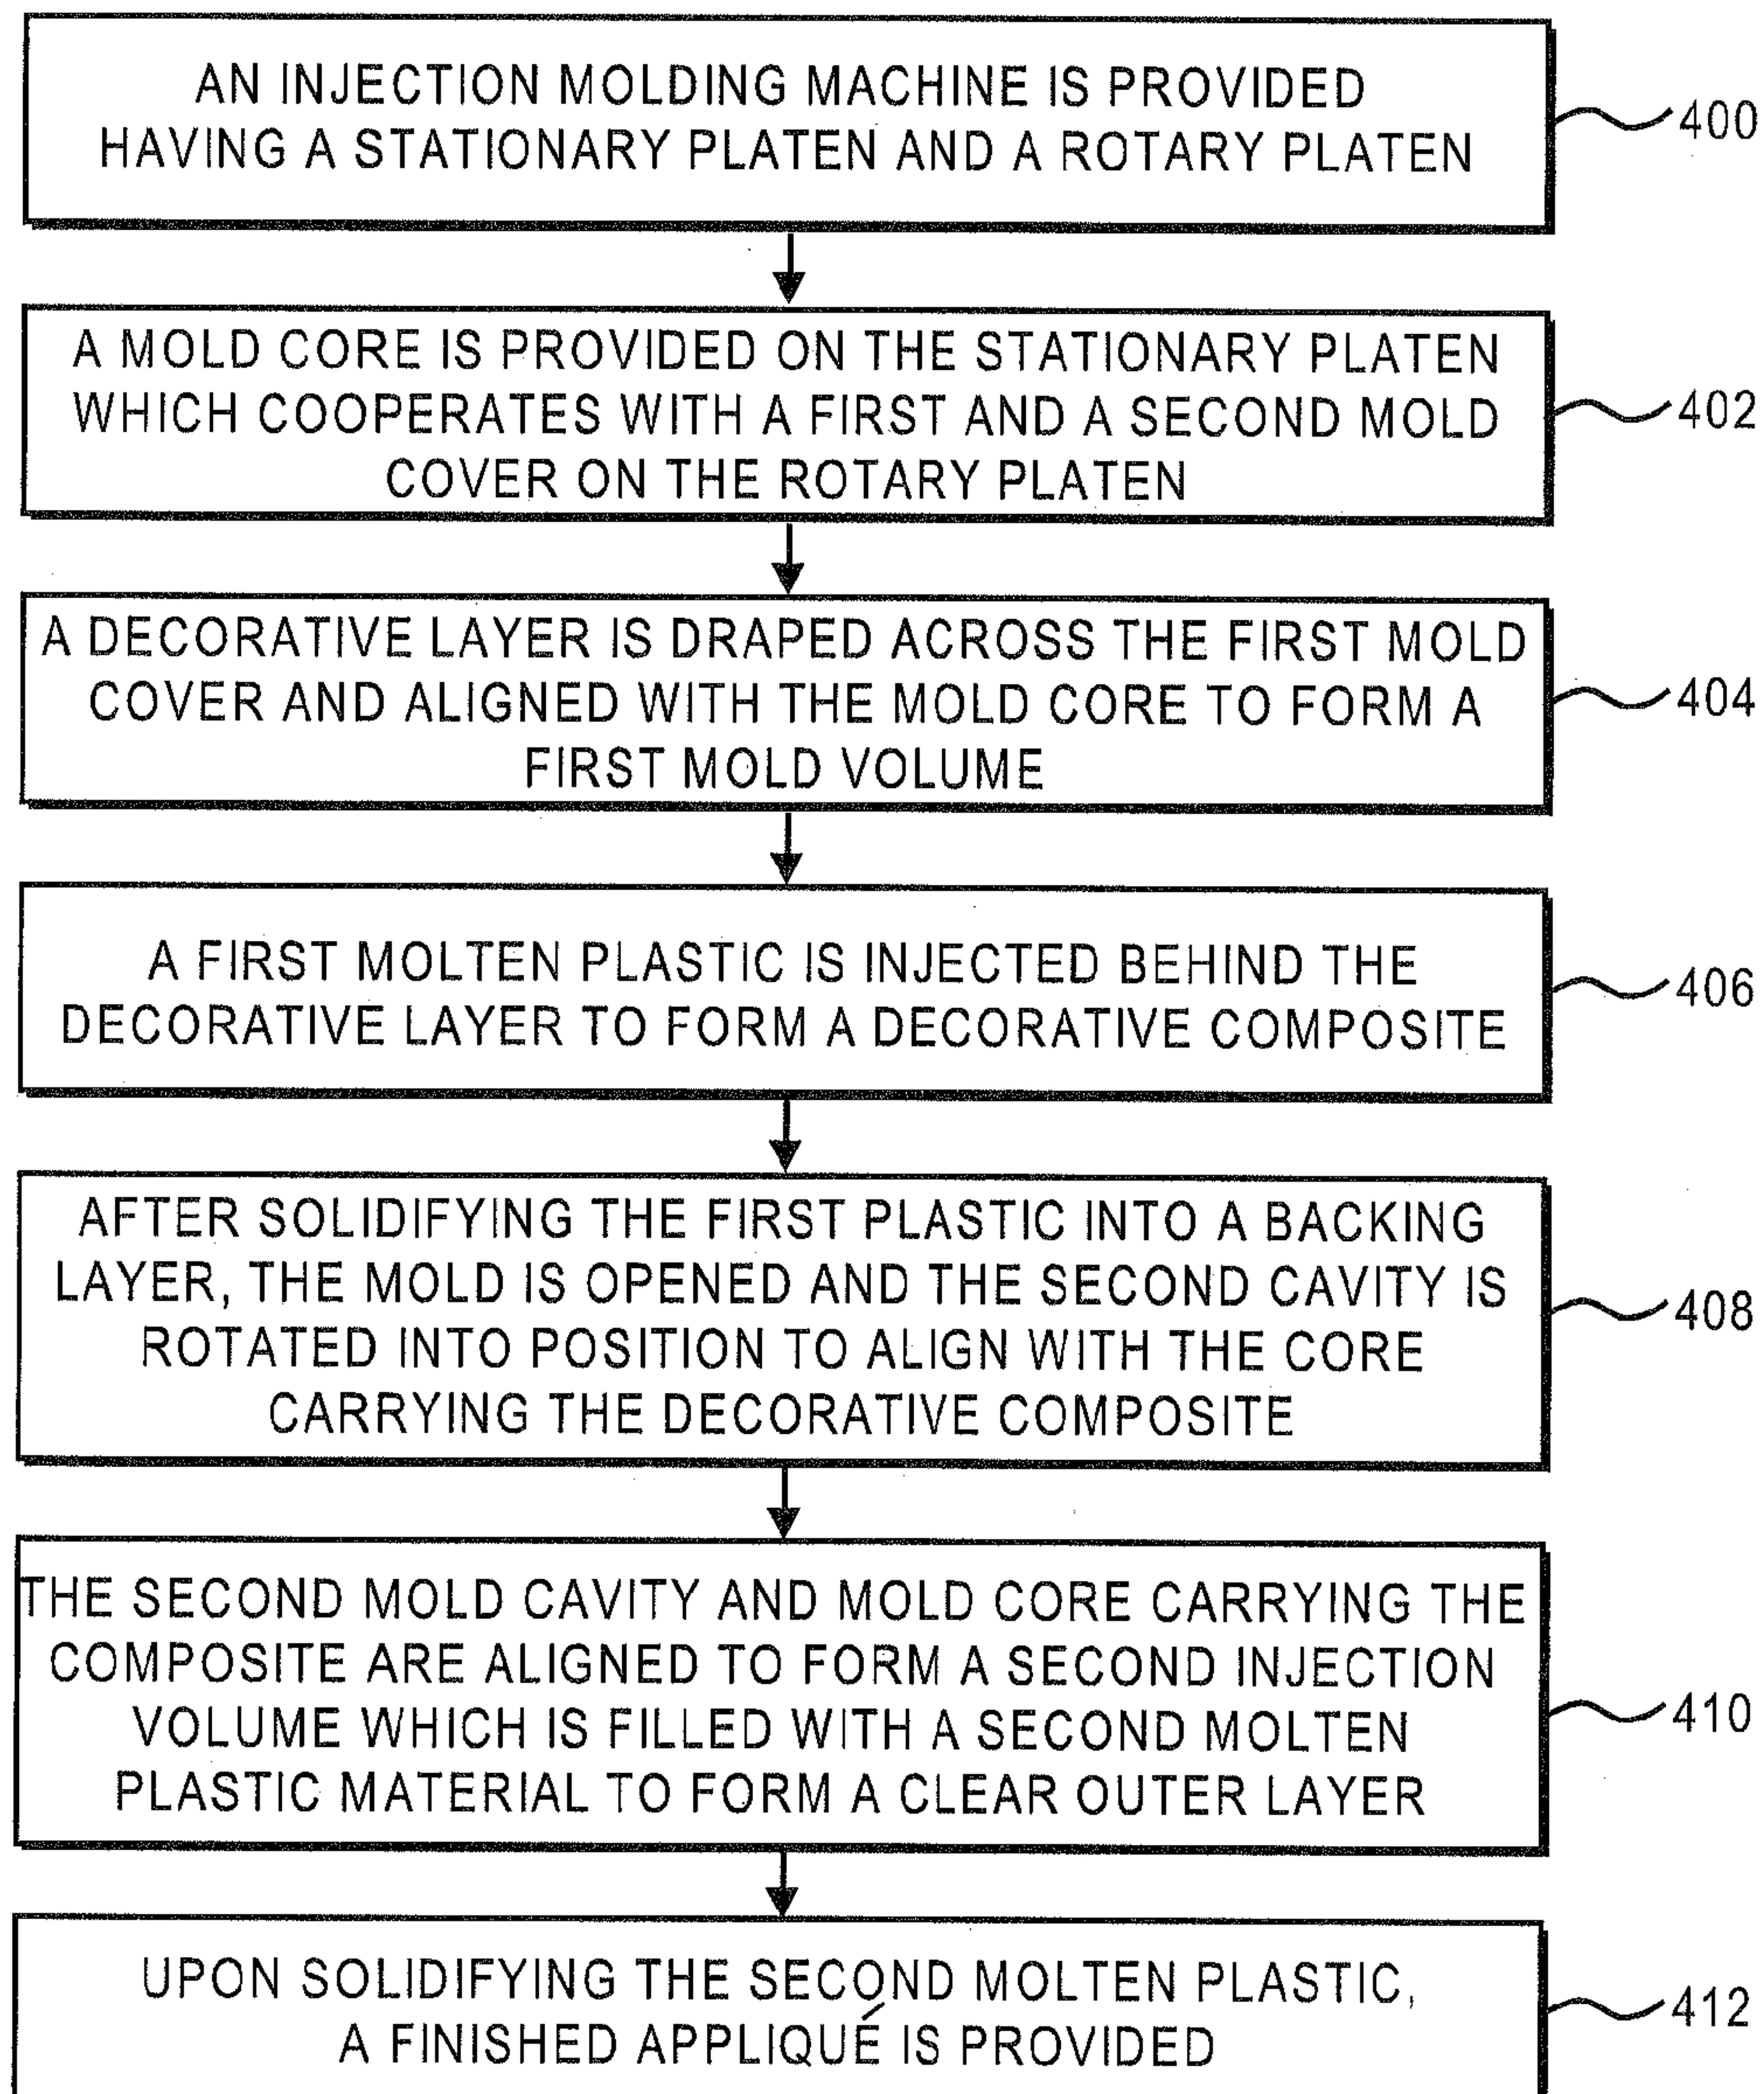 AN INJECTION MOLDING MACHINE IS PROVIDED
HAVING A STATIONARY PLATEN AND A ROTARY PLATEN
400
A MOLD CORE IS PROVIDED ON THE STATIONARY PLATEN
WHICH COOPERATES WITH A FIRST AND A SECOND MOLD
COVER ON THE ROTARY PLATEN
402
A DECORATIVE LAYER IS DRAPED ACROSS THE FIRST MOLD
COVER AND ALIGNED WITH THE MOLD CORE TO FORM A
FIRST MOLD VOLUME
404
A FIRST MOLTEN PLASTIC IS INJECTED BEHIND THE
DECORATIVE LAYER TO FORM A DECORATIVE COMPOSITE
406
AFTER SOLIDIFYING THE FIRST PLASTIC INTO A BACKING
LAYER, THE MOLD IS OPENED AND THE SECOND CAVITY IS
ROTATED INTO POSITION TO ALIGN WITH THE CORE
CARRYING THE DECORATIVE COMPOSITE
408
THE SECOND MOLD CAVITY AND MOLD CORE CARRYING THE
COMPOSITE ARE ALIGNED TO FORM A SECOND INJECTION
VOLUME WHICH IS FILLED WITH A SECOND MOLTEN
PLASTIC MATERIAL TO FORM A CLEAR OUTER LAYER
410
UPON SOLIDIFYING THE SECOND MOLTEN PLASTIC,
A FINISHED APPLIQUÉ IS PROVIDED
412